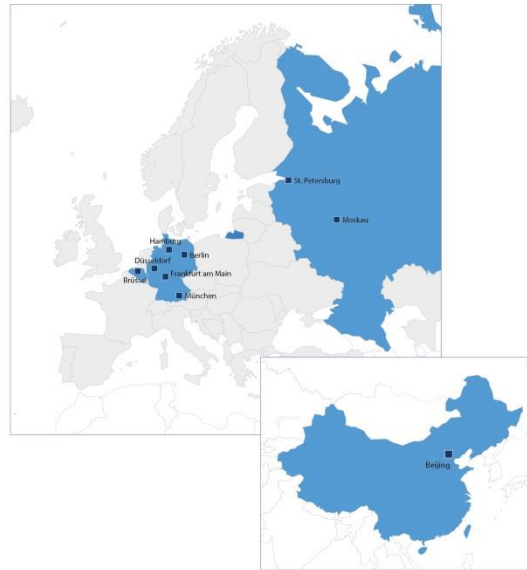 St. Petersburg
Moskau
Hamburg
Berlin
Düsseldorf
Brüssel
Frankfurt am Main
München
Beijing